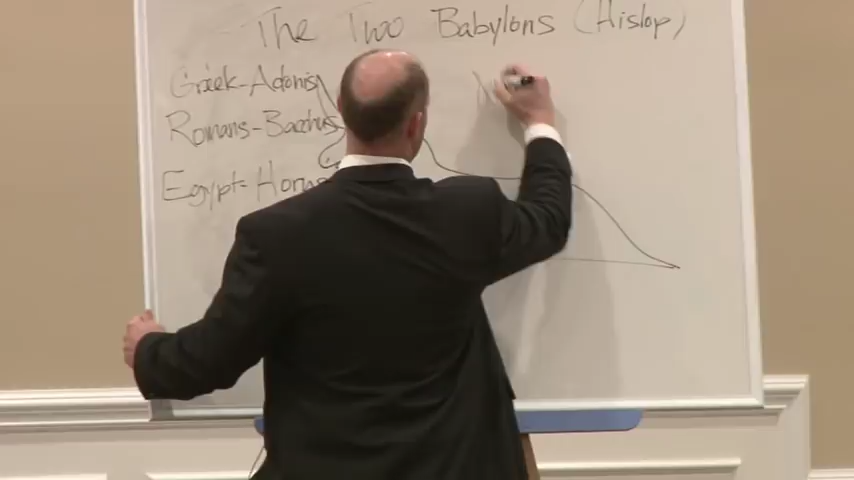 The Two Babylons (Hislop)
Greek-Adonis
Romans-Bacchus
Egypt-Horus